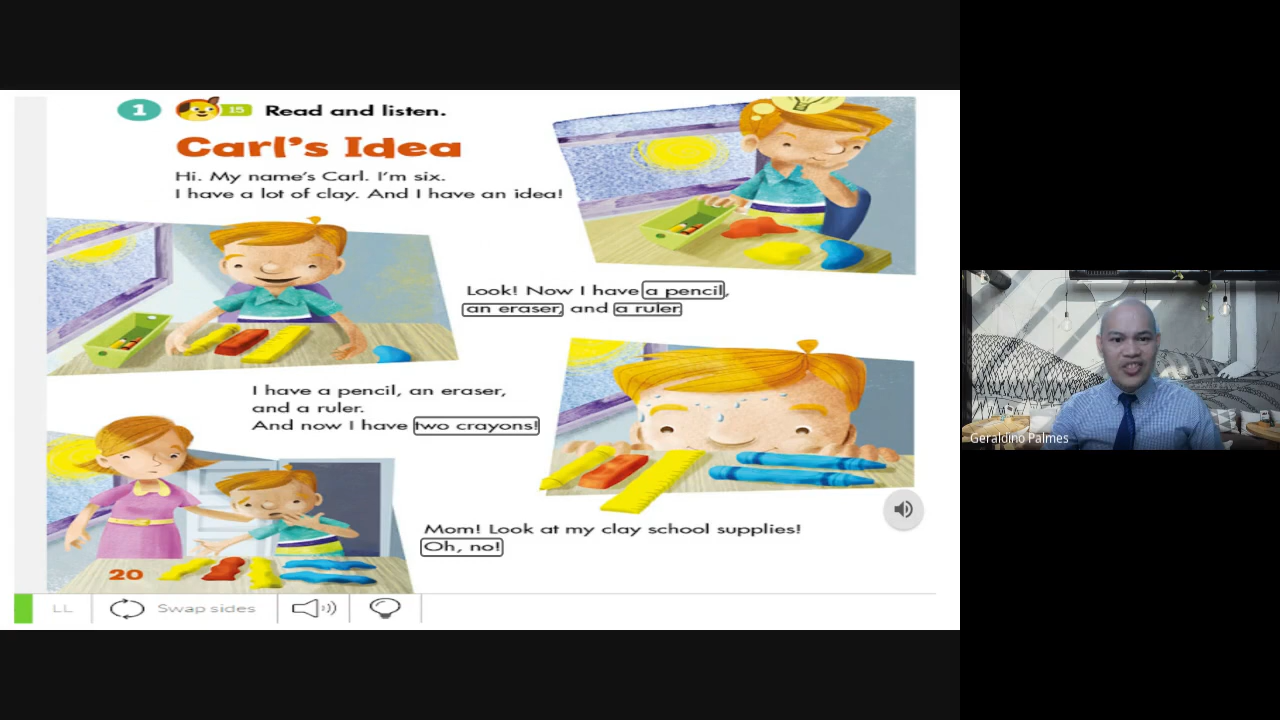 1 15 Read and listen.
Carl's Idea
Hi. My name's Carl. I'm six.
I have a lot of clay. And I have an idea!
Look! Now I have a pencil,
an eraser, and a ruler.
I have a pencil, an eraser,
and a ruler.
And now I have two crayons!
Mom! Look at my clay school supplies!
Oh, no!
20
LL Swap sides
Geraldino Palmes